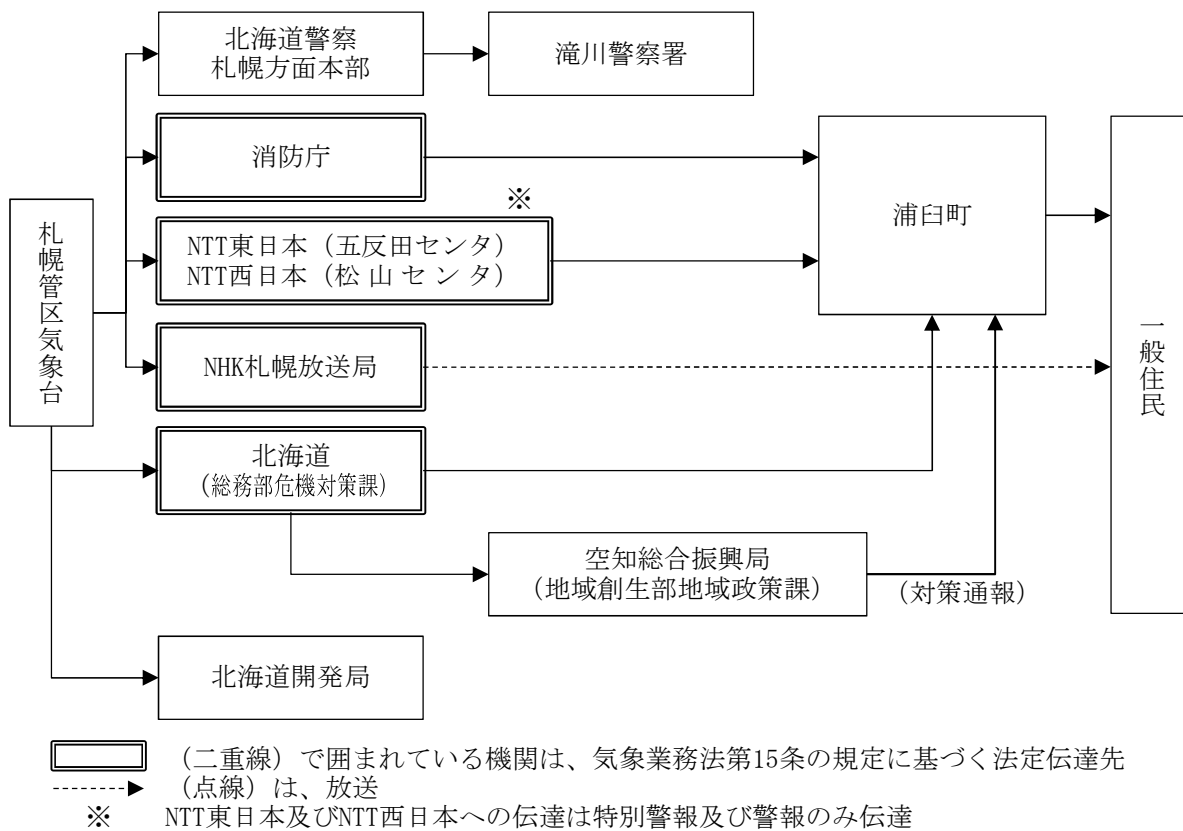 北海道警察
札幌方面本部
滝川警察署
消防庁
※
NTT東日本（五反田センタ）
NTT西日本（松山センタ）
浦臼町
札幌管区気象台
NHK札幌放送局
一般住民
北海道
（総務部危機対策課）
空知総合振興局
（地域創生部地域政策課）
（対策通報）
北海道開発局
（二重線）で囲まれている機関は、気象業務法第15条の規定に基づく法定伝達先
（点線）は、放送
※　NTT東日本及びNTT西日本への伝達は特別警報及び警報のみ伝達